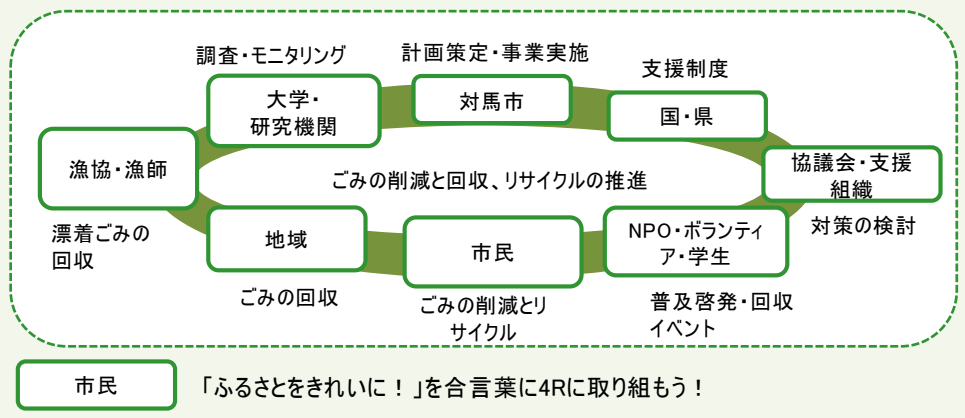 調査・モニタリング
大学・
研究機関
計画策定・事業実施
対馬市
支援制度
国・県
漁協・漁師
漂着ごみの
回収
ごみの削減と回収、リサイクルの推進
協議会・支援
組織
対策の検討
地域
ごみの回収
市民
ごみの削減とリ
サイクル
NPO・ボランティ
ア・学生
普及啓発・回収
イベント
市民
「ふるさとをきれいに！」を合言葉に4Rに取り組もう！